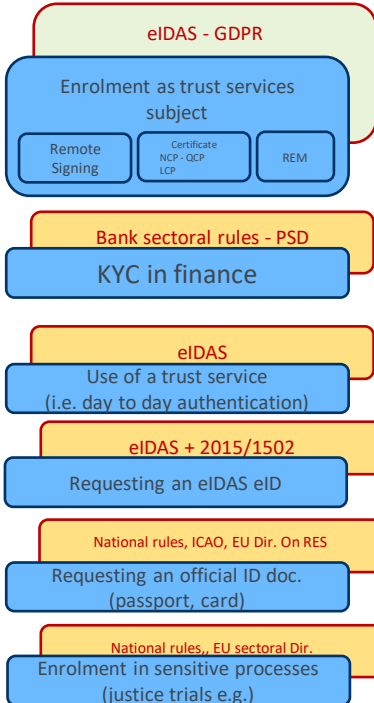 eIDAS - GDPR
Enrolment as trust services
subject
Remote
Signing
Certificate
NCP - QCP
LCP
REM
Bank sectoral rules - PSD
KYC in finance
eIDAS
Use of a trust service
(i.e. day to day authentication)
eIDAS + 2015/1502
Requesting an eIDAS eID
National rules, ICAO, EU Dir. On RES
Requesting an official ID doc.
(passport, card)
National rules,, EU sectoral Dir.
Enrolment in sensitive processes
(justice trials e.g.)